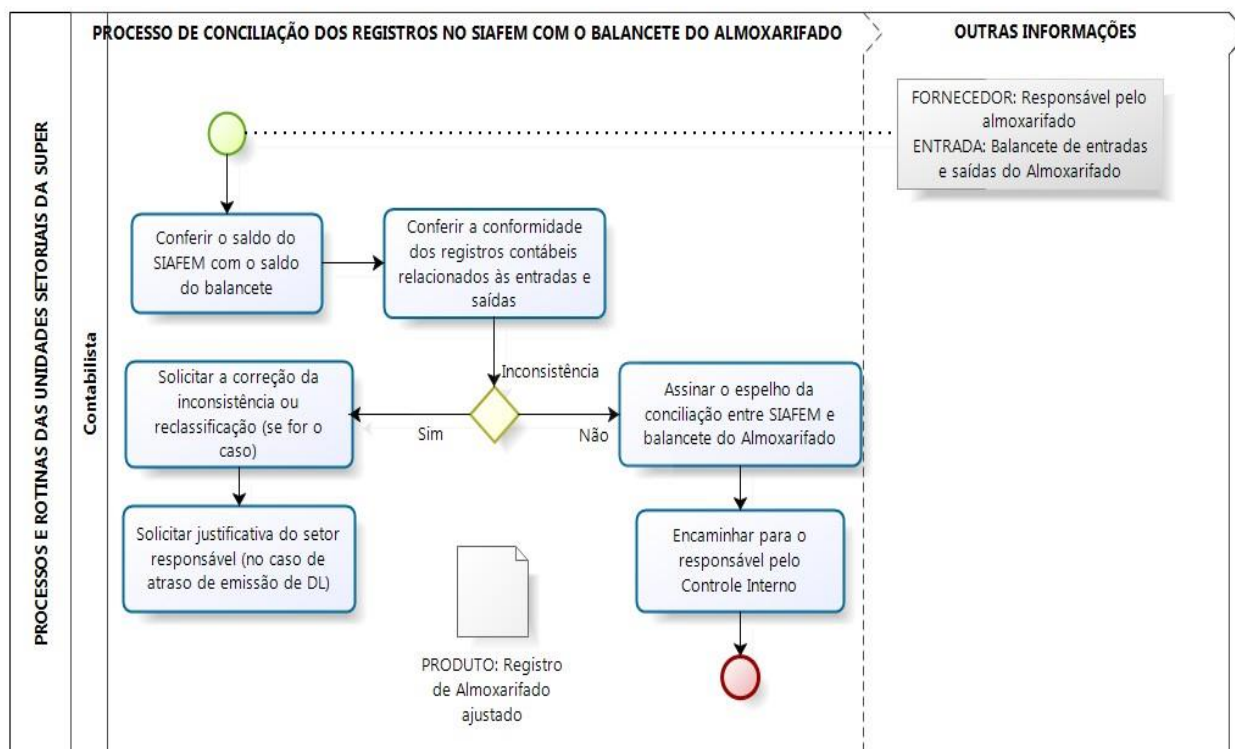 PROCESSO DE CONCILIAÇÃO DOS REGISTROS NO SIAFEM COM O BALANCETE DO ALMOXARIFADO
OUTRAS INFORMAÇÕES
PROCESSOS E ROTINAS DAS UNIDADES SETORIAIS DA SUPER
Contabilista
FORNECEDOR: Responsável pelo
almoxarifado
ENTRADA: Balancete de entradas
e saídas do Almoxarifado
Conferir o saldo do
SIAFEM com o saldo
do balancete
Conferir a conformidade
dos registros contábeis
relacionados às entradas e
saídas
Inconsistência
Sim
Não
Solicitar a correção da
inconsistência ou
reclassificação (se for o
caso)
Assinar o espelho da
conciliação entre SIAFEM e
balancete do Almoxarifado
Solicitar justificativa do setor
responsável (no caso de
atraso de emissão de DL)
Encaminhar para o
responsável pelo
Controle Interno
PRODUTO: Registro
de Almoxarifado
ajustado